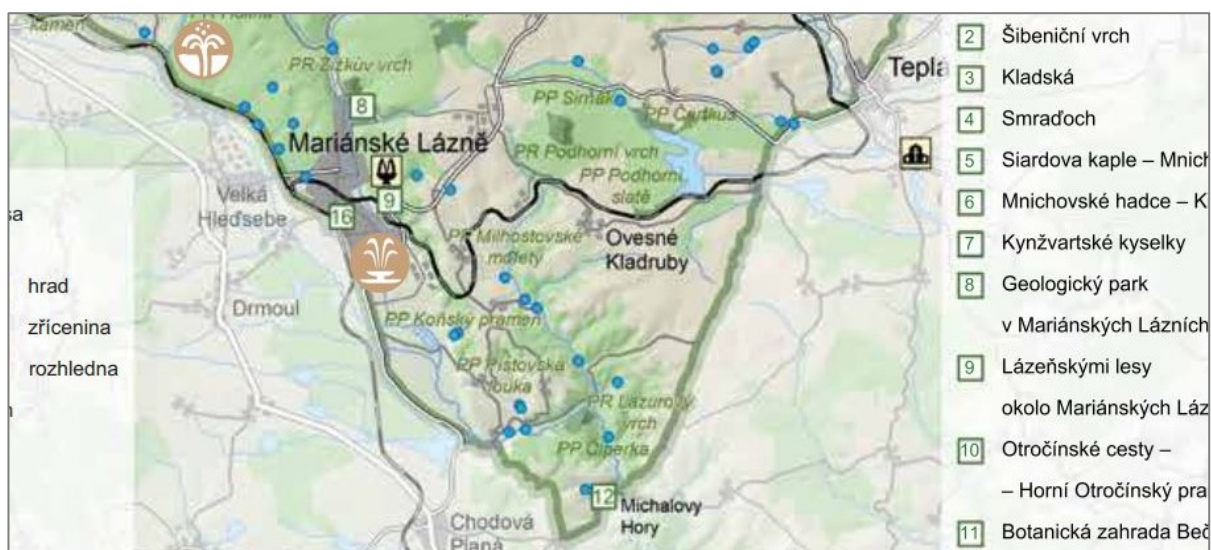 PR Žižkův vrch
8
Mariánské Lázně
9
16
Velká
Hleďsebe
Drmoul
PP Sirňák
PP Čertkus
PR Podhorní vrch
PP Podhorní
slatě
Teplá
Ovesné
Kladruby
PR Milhostovské
mofety
PP Koňský pramen
PP Pístovská
louka
PR Lazurový
vrch
PP Čiperka
12
Michalovy
Hory
Chodová
Planá
sa
hrad
zřícenina
rozhledna
2 Šibeniční vrch
3 Kladská
4 Smraďoch
5 Siardova kaple – Mnich
6 Mnichovské hadce – K
7 Kynžvartské kyselky
8 Geologický park
v Mariánských Lázních
9 Lázeňskými lesy
okolo Mariánských Láz
10 Otročínské cesty –
– Horní Otročínský pra
11 Botanická zahrada Beč